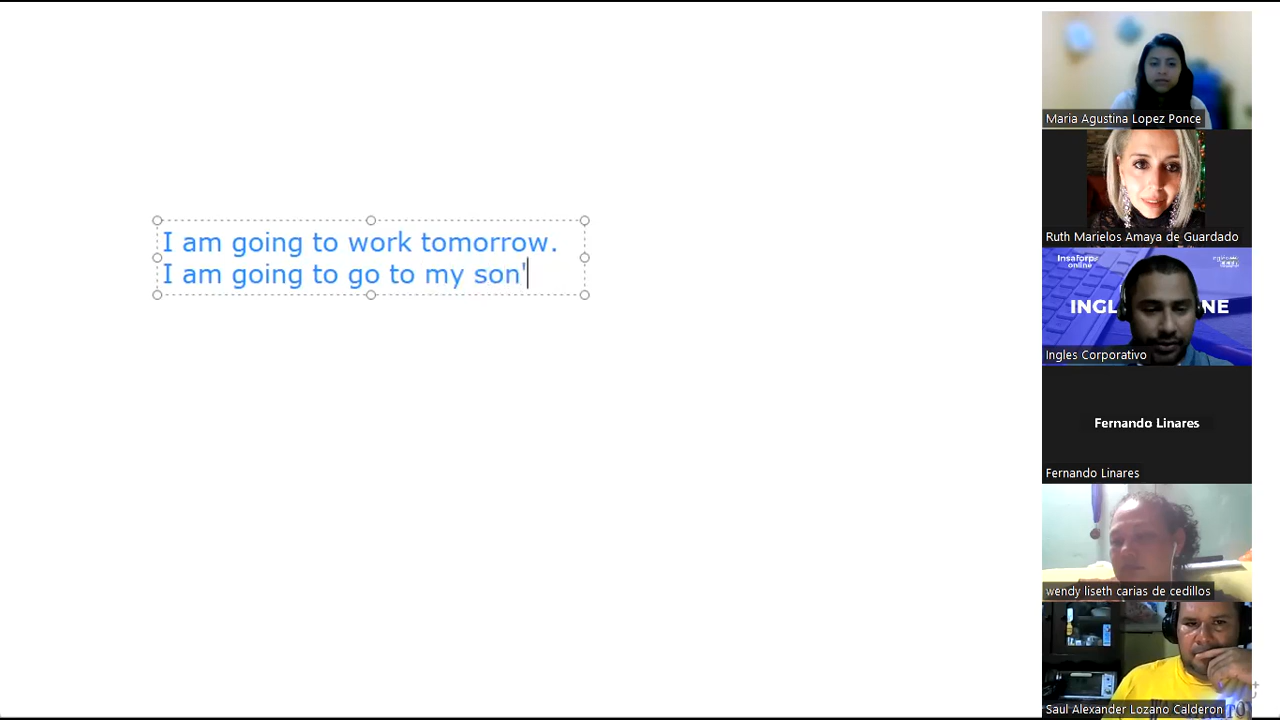 I am going to work tomorrow.
I am going to go to my son'
Maria Agustina Lopez Ponce
Ruth Marielos Amaya de Guardado
Insaforp
online
INGL NE
Ingles Corporativo
Fernando Linares
Fernando Linares
wendy liseth carias de cedillos
Saul Alexander Lozano Calderon